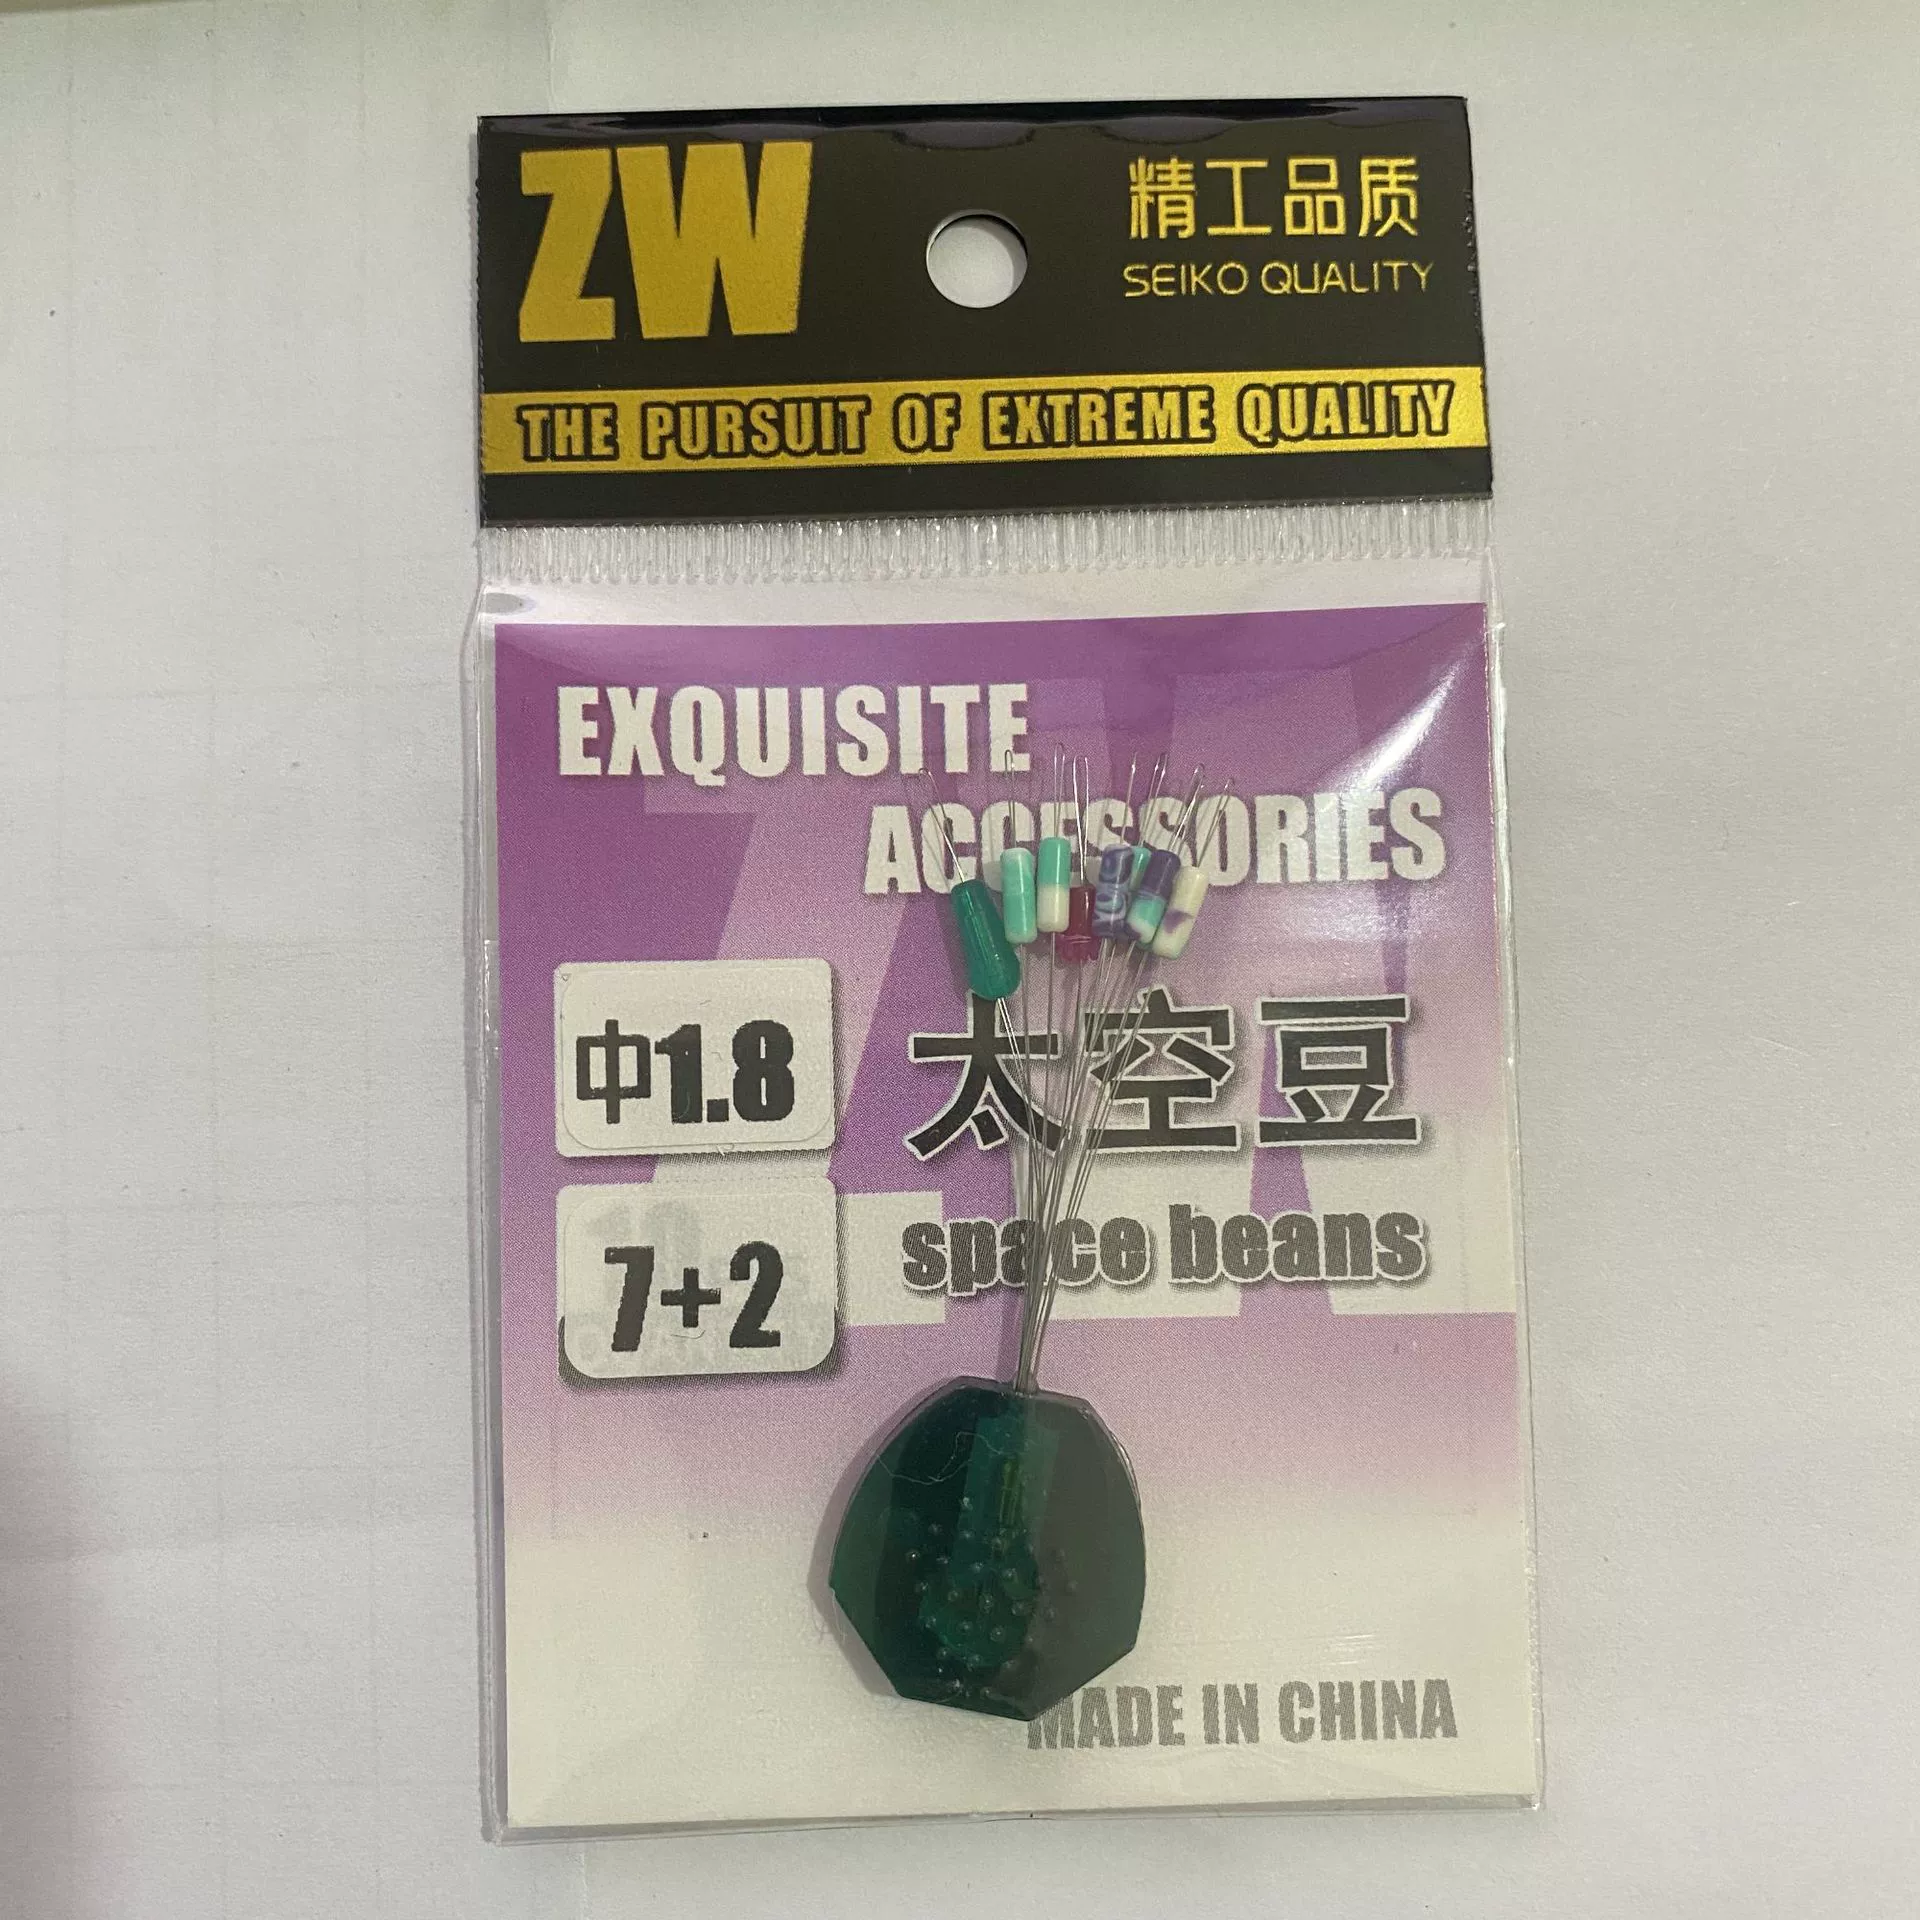 ZW
精工品质
SEIKO QUALITY
THE PURSUIT OF EXTREME QUALITY
EXQUISITE
ACCESSORIES
中1.8
太空豆
7+2
space beans
MADE IN CHINA